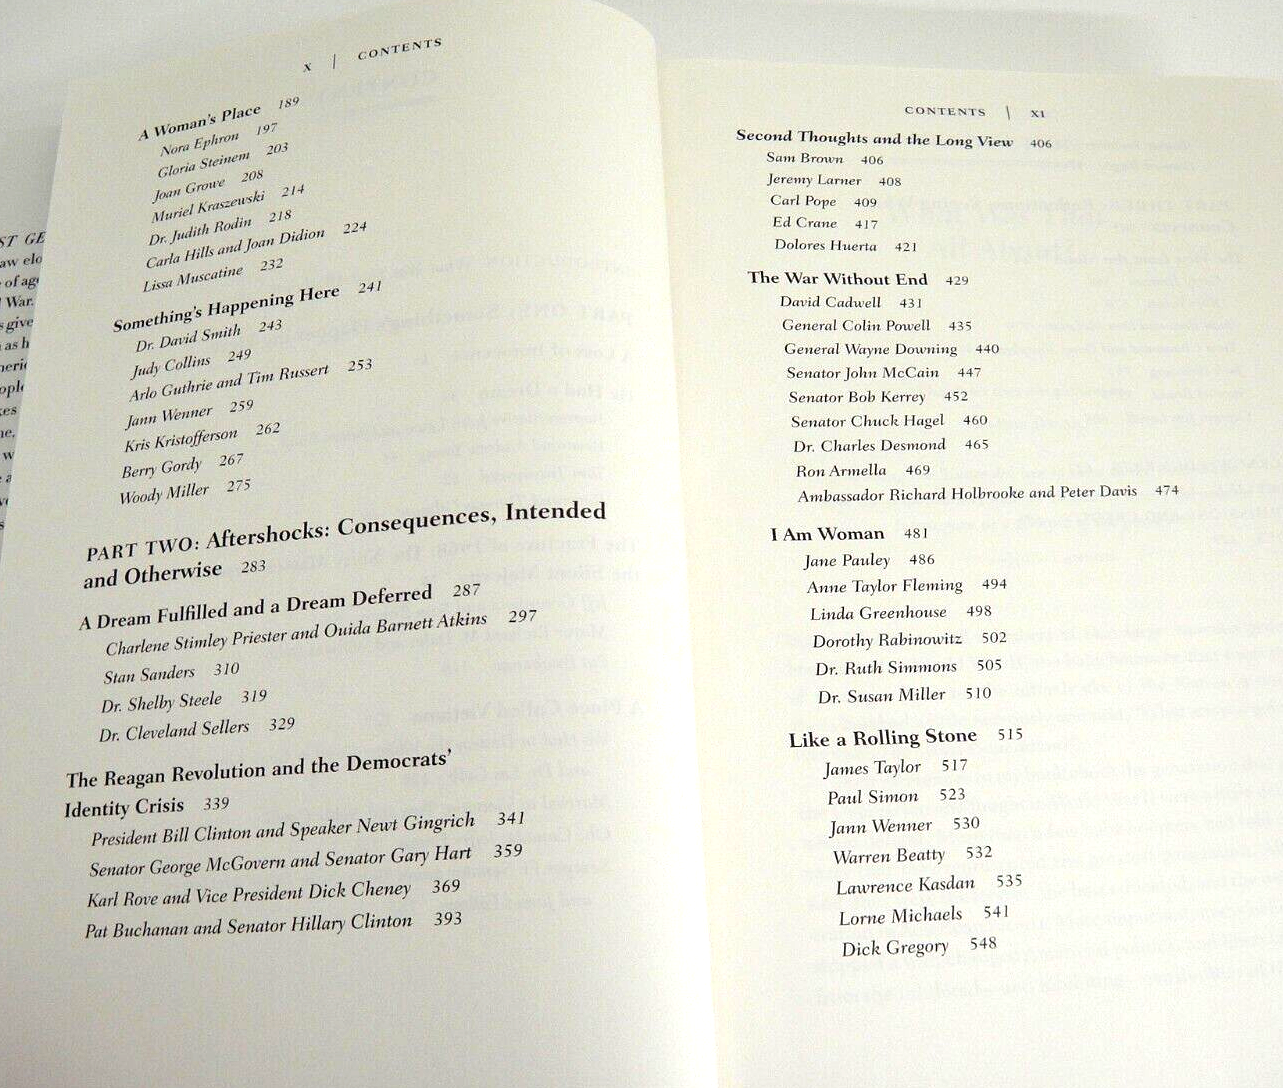 X | CONTENTS
A Woman's Place 189
Nora Ephron 197
Gloria Steinem 203
Joan Growe 208
Muriel Kraszewski 214
Dr. Judith Rodin 218
Carla Hills and Joan Didion 224
Lissa Muscatine 232
Something's Happening Here 241
Dr. David Smith 243
Judy Collins 249
Arlo Guthrie and Tim Russert 253
Jann Wenner 259
Kris Kristofferson 262
Berry Gordy 267
Woody Miller 275
PART TWO: Aftershocks: Consequences, Intended
and Otherwise 283
A Dream Fulfilled and a Dream Deferred 287
Charlene Stimley Priester and Ouida Barnett Atkins 297
Stan Sanders 310
Dr. Shelby Steele 319
Dr. Cleveland Sellers 329
The Reagan Revolution and the Democrats'
Identity Crisis 339
President Bill Clinton and Speaker Newt Gingrich 341
Senator George McGovern and Senator Gary Hart 359
Karl Rove and Vice President Dick Cheney 369
Pat Buchanan and Senator Hillary Clinton 393
CONTENTS | XI
Second Thoughts and the Long View 406
Sam Brown 406
Jeremy Larner 408
Carl Pope 409
Ed Crane 417
Dolores Huerta 421
The War Without End 429
David Cadwell 431
General Colin Powell 435
General Wayne Downing 440
Senator John McCain 447
Senator Bob Kerrey 452
Senator Chuck Hagel 460
Dr. Charles Desmond 465
Ron Armella 469
Ambassador Richard Holbrooke and Peter Davis 474
I Am Woman 481
Jane Pauley 486
Anne Taylor Fleming 494
Linda Greenhouse 498
Dorothy Rabinowitz 502
Dr. Ruth Simmons 505
Dr. Susan Miller 510
Like a Rolling Stone 515
James Taylor 517
Paul Simon 523
Jann Wenner 530
Warren Beatty 532
Lawrence Kasdan 535
Lorne Michaels 541
Dick Gregory 548